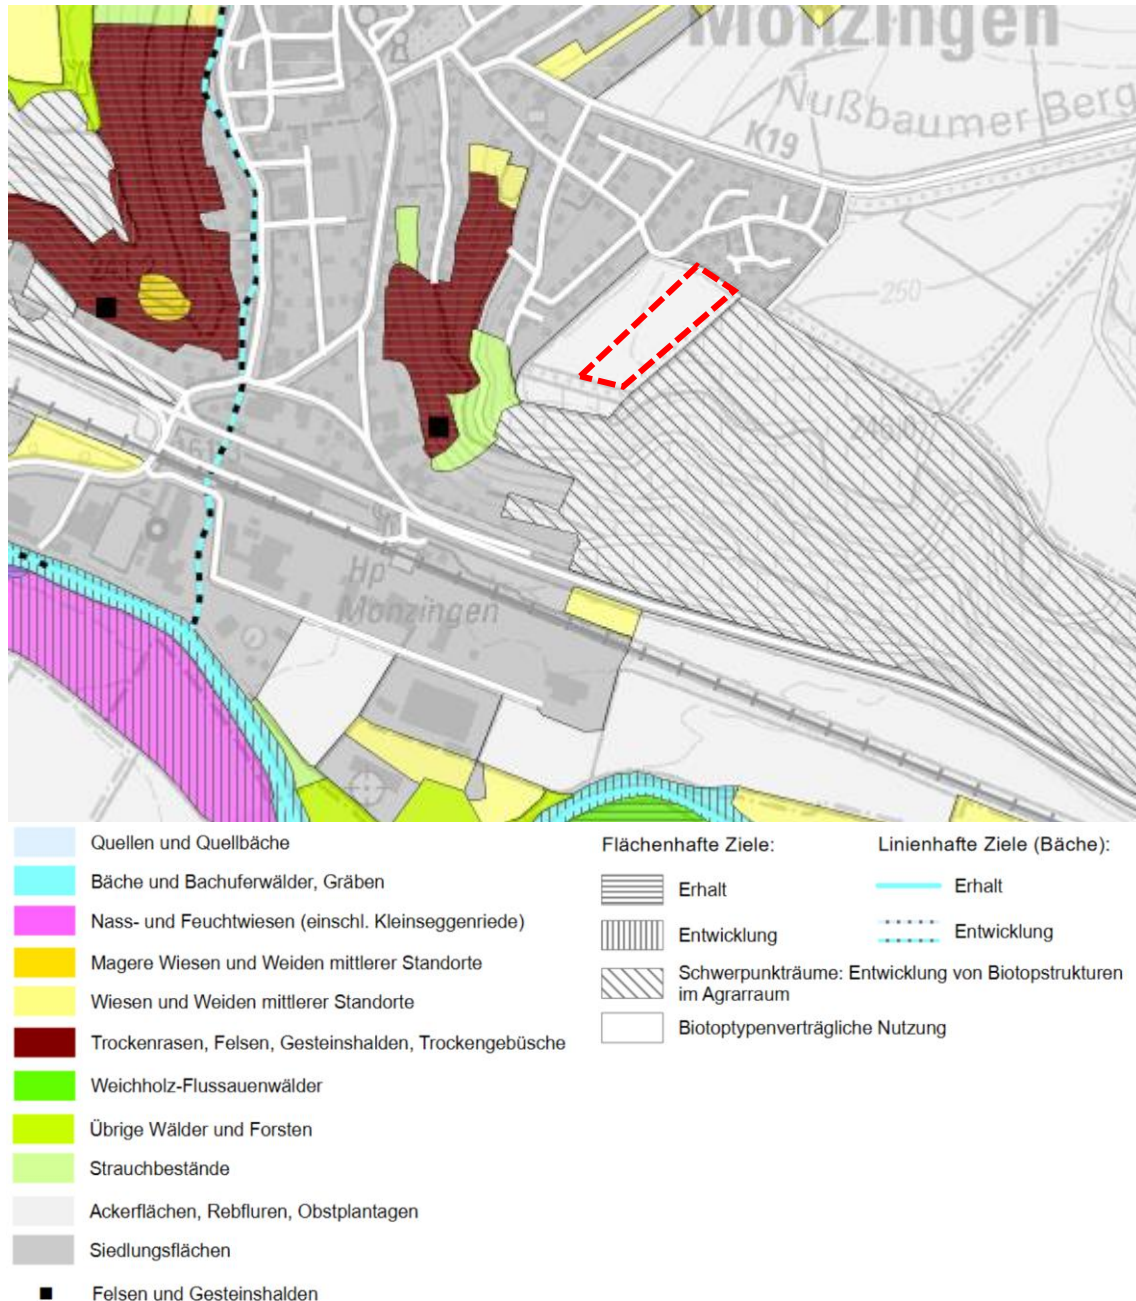 Monzingen
Nußbaumer Berg
K19
250
Hp
Monzingen
Quellen und Quellbäche
Bäche und Bachuferwälder, Gräben
Nass- und Feuchtwiesen (einschl. Kleinseggenriede)
Magere Wiesen und Weiden mittlerer Standorte
Wiesen und Weiden mittlerer Standorte
Trockenrasen, Felsen, Gesteinshalden, Trockengebüsche
Weichholz-Flussauenwälder
Übrige Wälder und Forsten
Strauchbestände
Ackerflächen, Rebfluren, Obstplantagen
Siedlungsflächen
Felsen und Gesteinshalden
Flächenhafte Ziele:
Erhalt
Entwicklung
Schwerpunkträume: Entwicklung von Biotopstrukturen
im Agrarraum
Biotoptypenverträgliche Nutzung
Linienhafte Ziele (Bäche):
Erhalt
Entwicklung